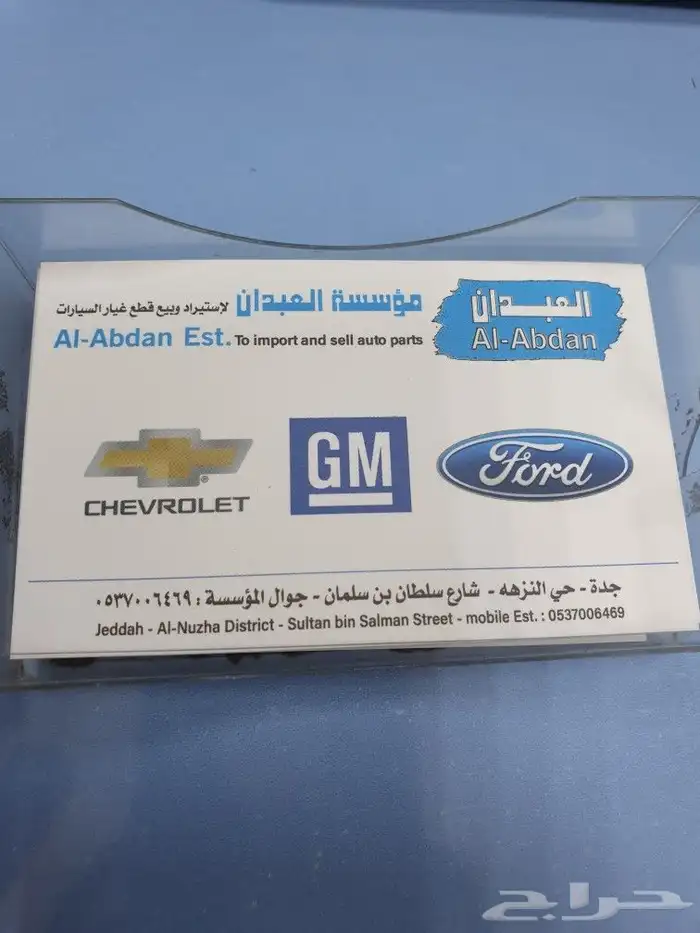 مؤسسة العبدان لإستيراد وبيع قطع غيار السيارات
Al-Abdan Est. To import and sell auto parts
العبدان
Al-Abdan
CHEVROLET
GM
Ford
جدة - حي النزهه - شارع سلطان بن سلمان - جوال المؤسسة : ٠٥٣٧٠٠٦٤٦٩
Jeddah - Al-Nuzha District - Sultan bin Salman Street - mobile Est. : 0537006469
حراج